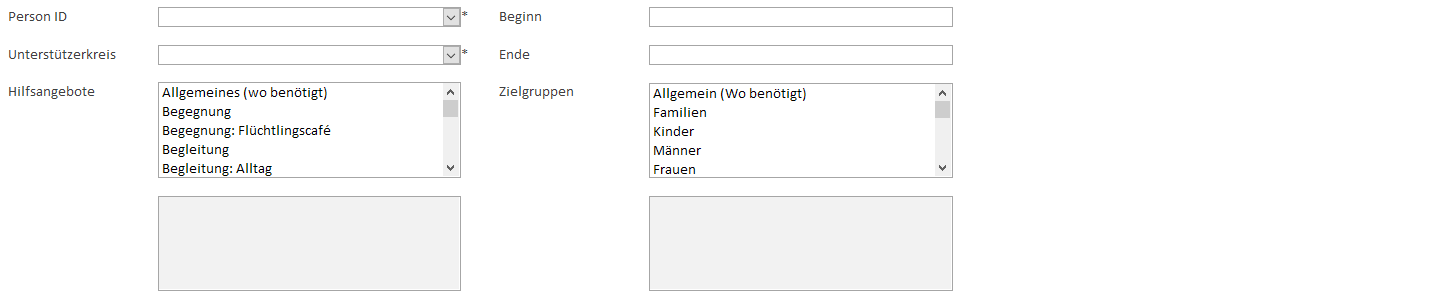 Person ID * Beginn
Unterstützerkreis * Ende
Hilfsangebote Zielgruppen
Allgemeines (wo benötigt)
Begegnung
Begegnung: Flüchtlingscafé
Begleitung
Begleitung: Alltag
Allgemein (Wo benötigt)
Familien
Kinder
Männer
Frauen